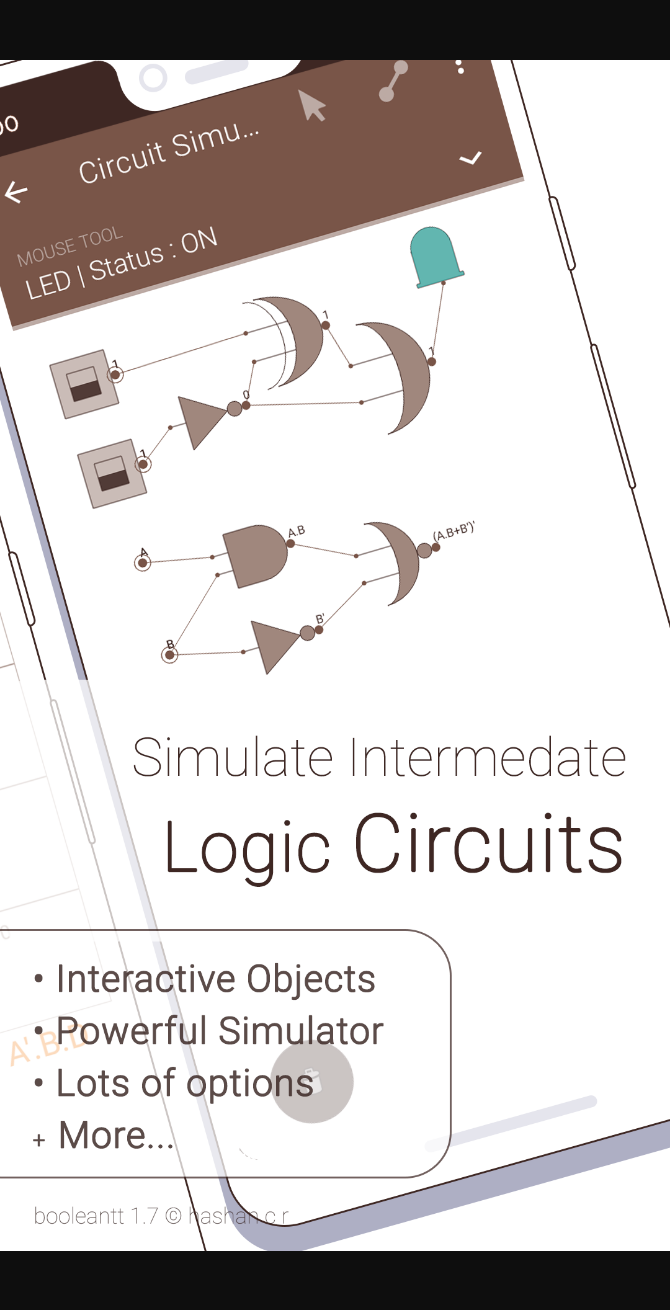 Circuit Simu...
MOUSE TOOL
LED | Status : ON
1
1
1
0
1
A
A.B
(A.B+B')'
B
B'
Simulate Intermedate
Logic Circuits
• Interactive Objects
• Powerful Simulator
A'.B.D
• Lots of options
+ More...
booleantt 1.7 © hashan.c.r